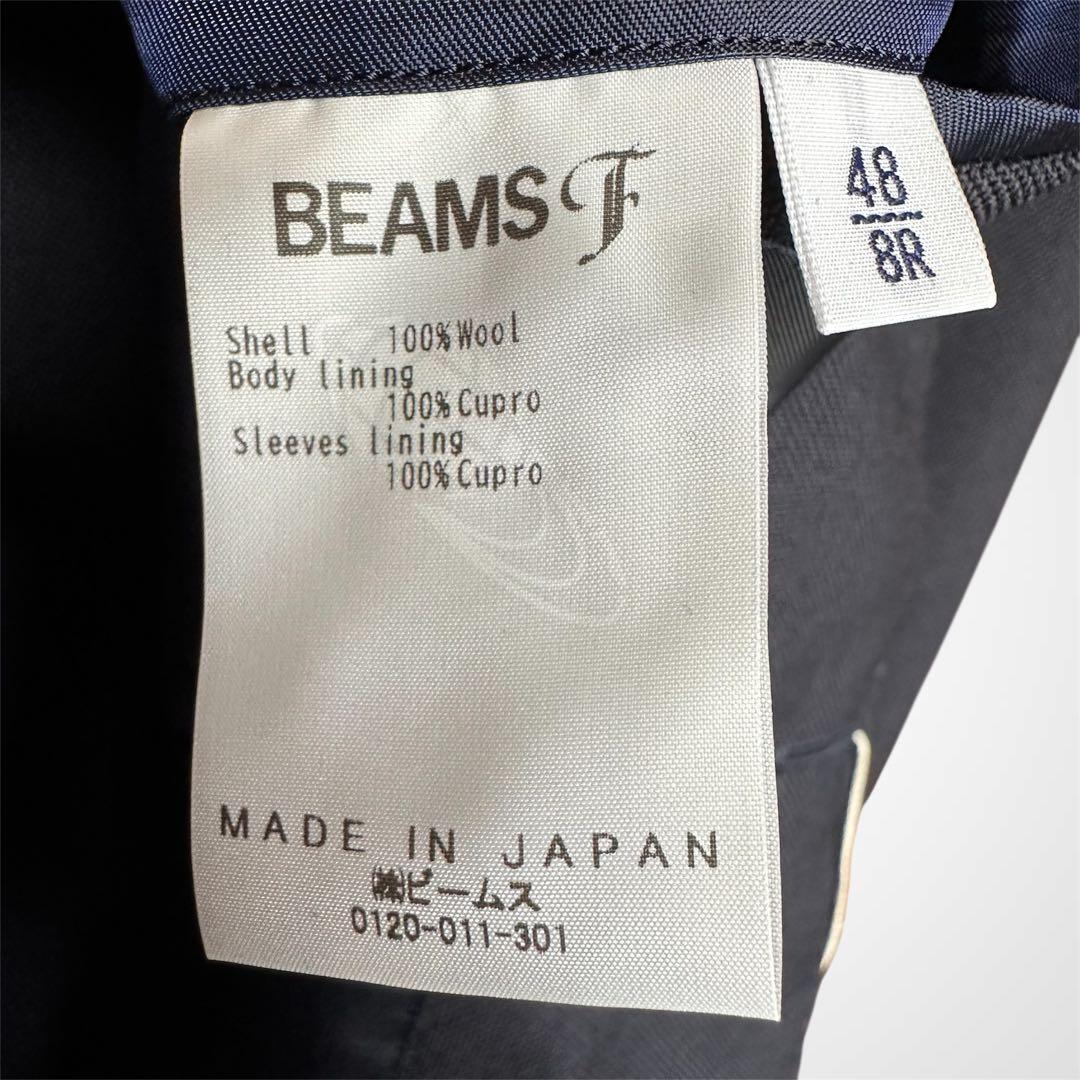 BEAMS F
48
8R
Shell 100% Wool
Body lining
100% Cupro
Sleeves lining
100% Cupro
MADE IN JAPAN
㈱ビームス
0120-011-301